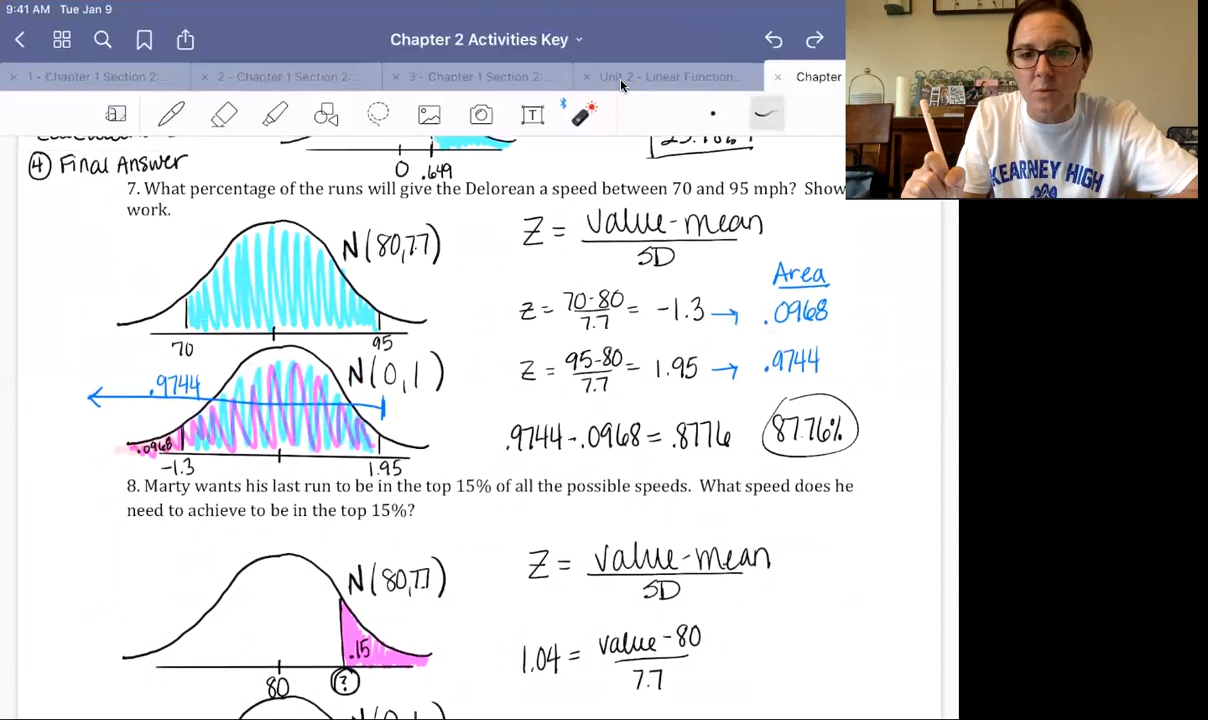 9:41 AM Tue Jan 9
Chapter 2 Activities Key
1 - Chapter 1 Section 2:...
2 - Chapter 1 Section 2:...
3 - Chapter 1 Section 2:...
Unit 2 - Linear Function...
Chapter
T
KEARNEY HIGH
④ Final Answer
0 .649
7. What percentage of the runs will give the Delorean a speed between 70 and 95 mph? Show
work.
N(80,7.7)
70
95
Z = value-mean
SD
Area
z = 70-80 = -1.3 → .0968
7.7
z = 95-80 = 1.95 → .9744
7.7
.9744
N(0,1)
.0968
-1.3
1.95
.9744-.0968 = .8776
87.76%
8. Marty wants his last run to be in the top 15% of all the possible speeds. What speed does he
need to achieve to be in the top 15%?
N(80,7.7)
.15
80
?
Z = value-mean
SD
1.04 = value-80
7.7